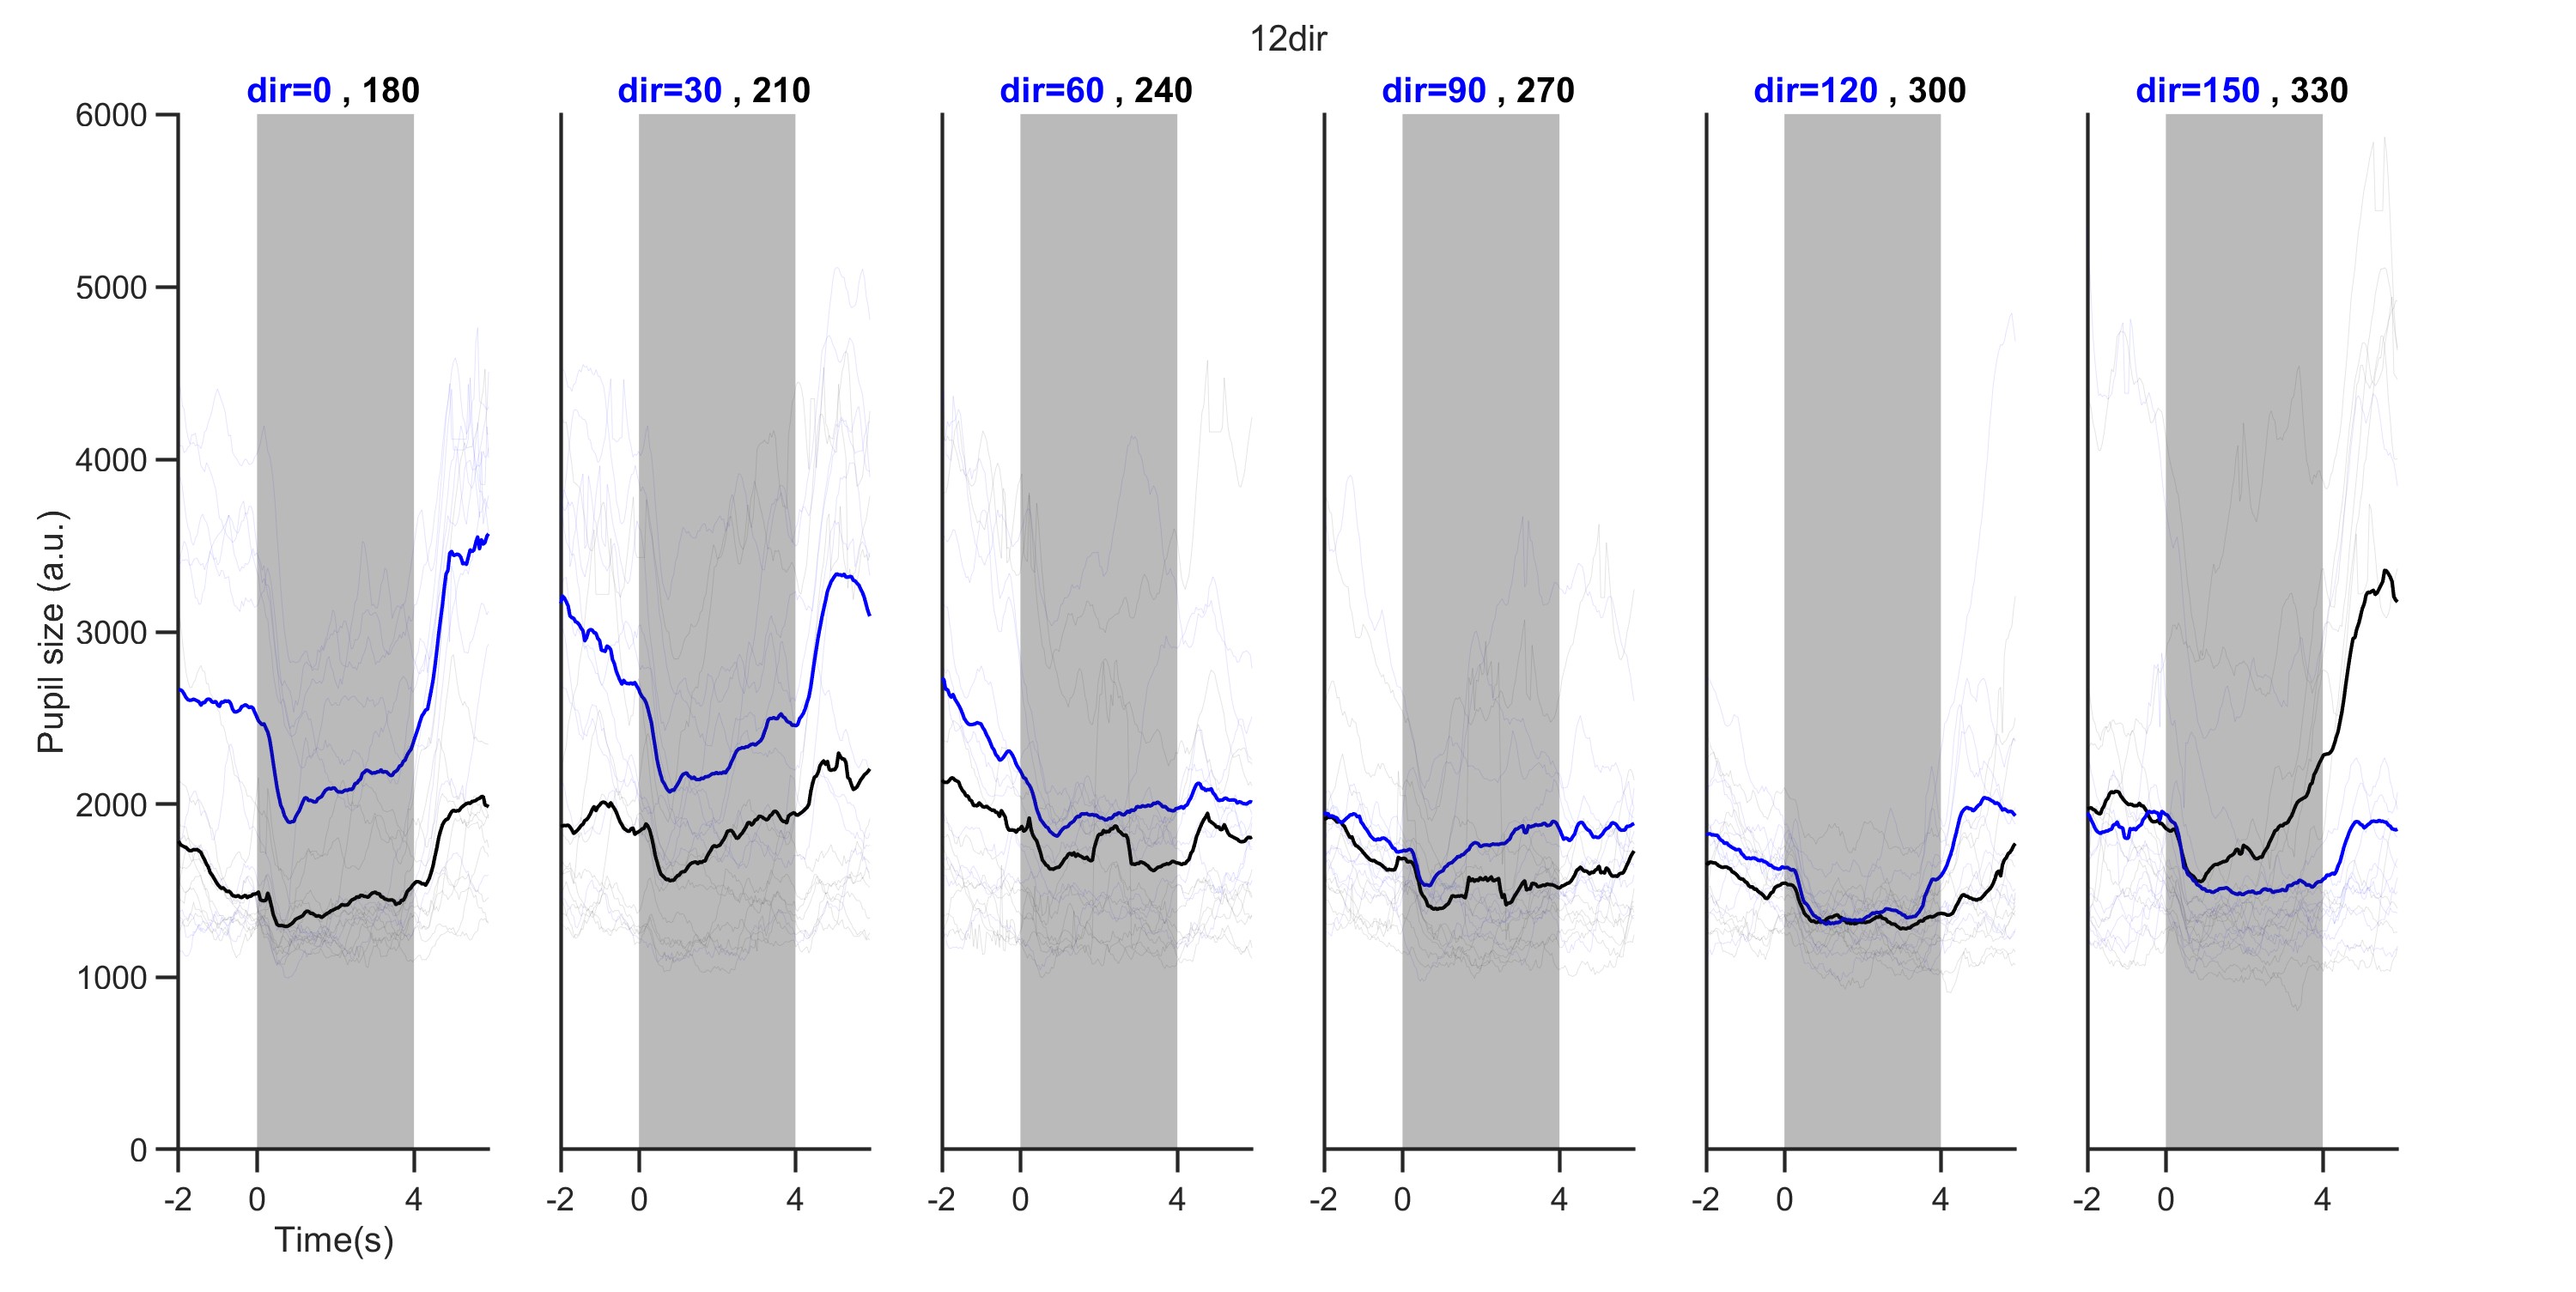 12dir
dir=0 , 180
dir=30 , 210
dir=60 , 240
dir=90 , 270
dir=120 , 300
dir=150 , 330
Pupil size (a.u.)
6000
5000
4000
3000
2000
1000
0
-2 0 4
-2 0 4
-2 0 4
-2 0 4
-2 0 4
-2 0 4
Time(s)